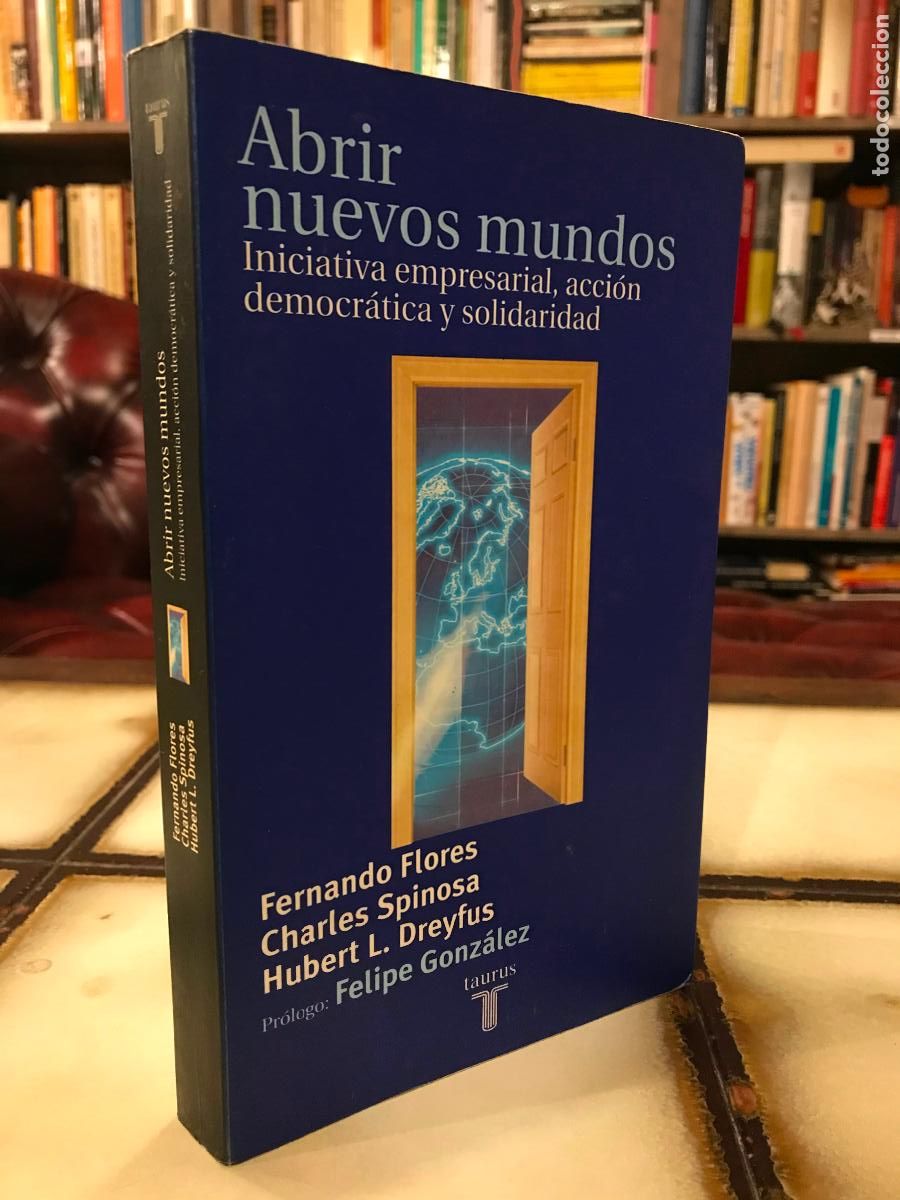 Abrir
nuevos mundos
Iniciativa empresarial, acción
democrática y solidaridad
Fernando Flores
Charles Spinosa
Hubert L. Dreyfus
Prólogo: Felipe González
taurus
taurus
Abrir nuevos mundos
Iniciativa empresarial, acción democrática y solidaridad
Fernando Flores
Charles Spinosa
Hubert L. Dreyfus
todocoleccion